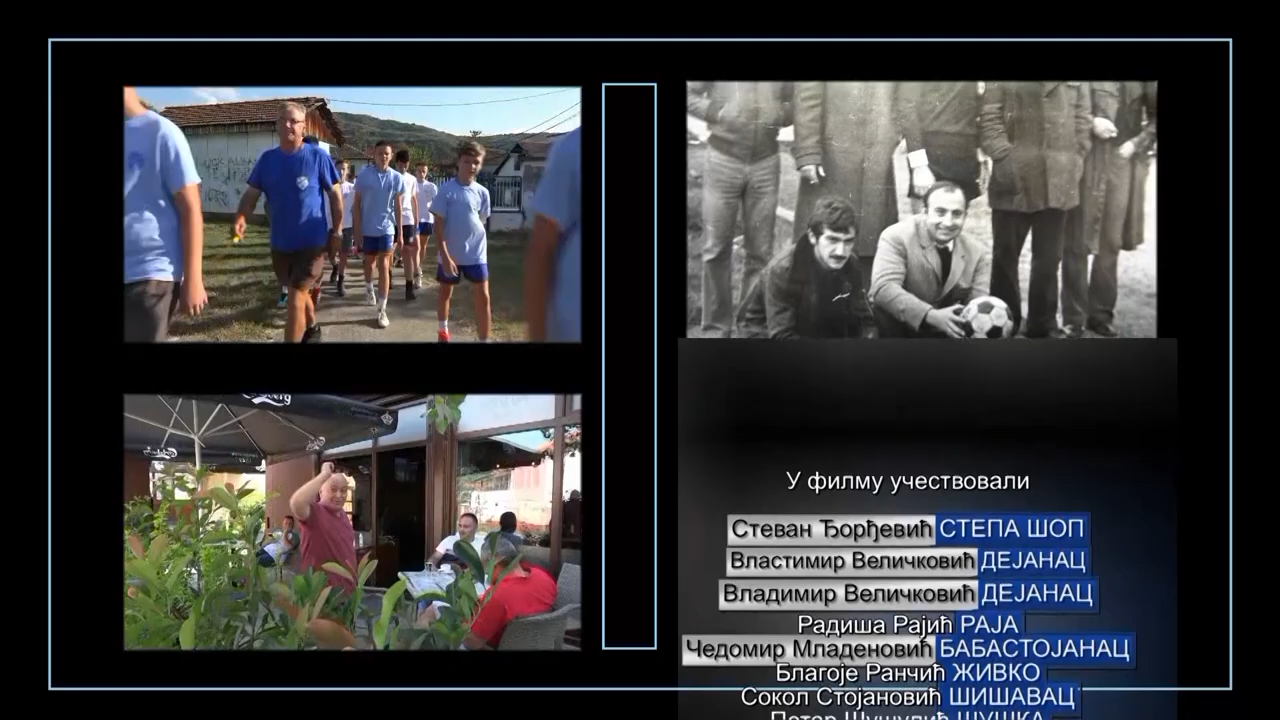 У филму учествовали
Стеван Ђорђевић СТЕПА ШОП
Властимир Величковић ДЕЈАНАЦ
Владимир Величковић ДЕЈАНАЦ
Радиша Рајић РАЈА
Чедомир Младеновић БАБАСТОЈАНАЦ
Благоје Ранчић ЖИВКО
Сокол Стојановић ШИШАВАЦ